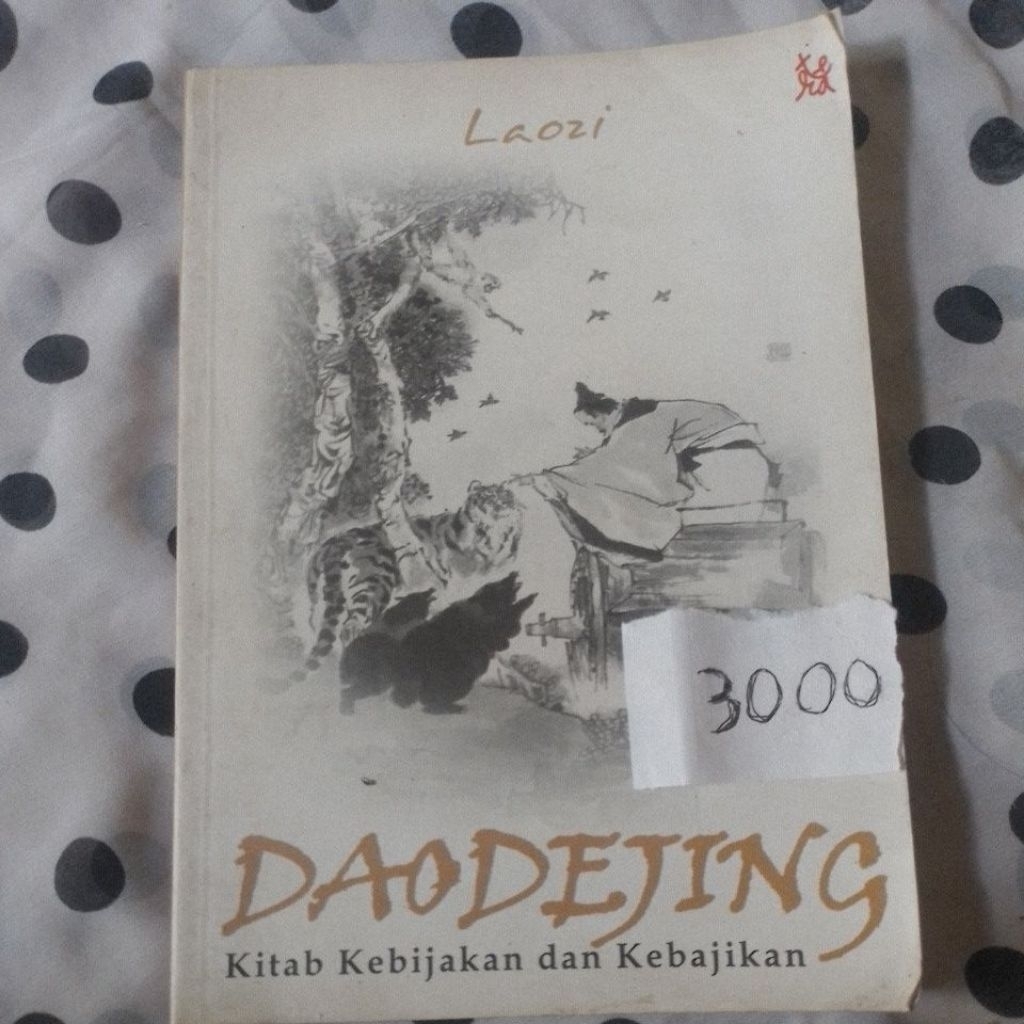 Laozi
3000
DAODEJING
Kitab Kebijakan dan Kebajikan